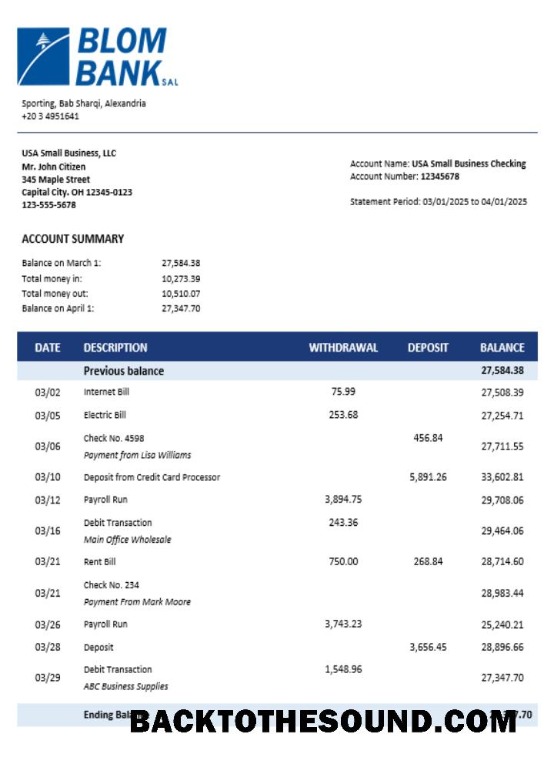 BLOM
BANK SAL
Sporting, Bab Sharqi, Alexandria
+20 3 4951641
USA Small Business, LLC
Mr. John Citizen
345 Maple Street
Capital City. OH 12345-0123
123-555-5678
Account Name: USA Small Business Checking
Account Number: 12345678
Statement Period: 03/01/2025 to 04/01/2025
ACCOUNT SUMMARY
Balance on March 1: 27,584.38
Total money in: 10,273.39
Total money out: 10,510.07
Balance on April 1: 27,347.70
DATE DESCRIPTION WITHDRAWAL DEPOSIT BALANCE
Previous balance 27,584.38
03/02 Internet Bill 75.99 27,508.39
03/05 Electric Bill 253.68 27,254.71
03/06 Check No. 4598 456.84 27,711.55
Payment from Lisa Williams
03/10 Deposit from Credit Card Processor 5,891.26 33,602.81
03/12 Payroll Run 3,894.75 29,708.06
03/16 Debit Transaction 243.36 29,464.06
Main Office Wholesale
03/21 Rent Bill 750.00 268.84 28,714.60
03/21 Check No. 234 28,983.44
Payment From Mark Moore
03/26 Payroll Run 3,743.23 25,240.21
03/28 Deposit 3,656.45 28,896.66
03/29 Debit Transaction 1,548.96 27,347.70
ABC Business Supplies
Ending
BACKTOTHESOUND.COM